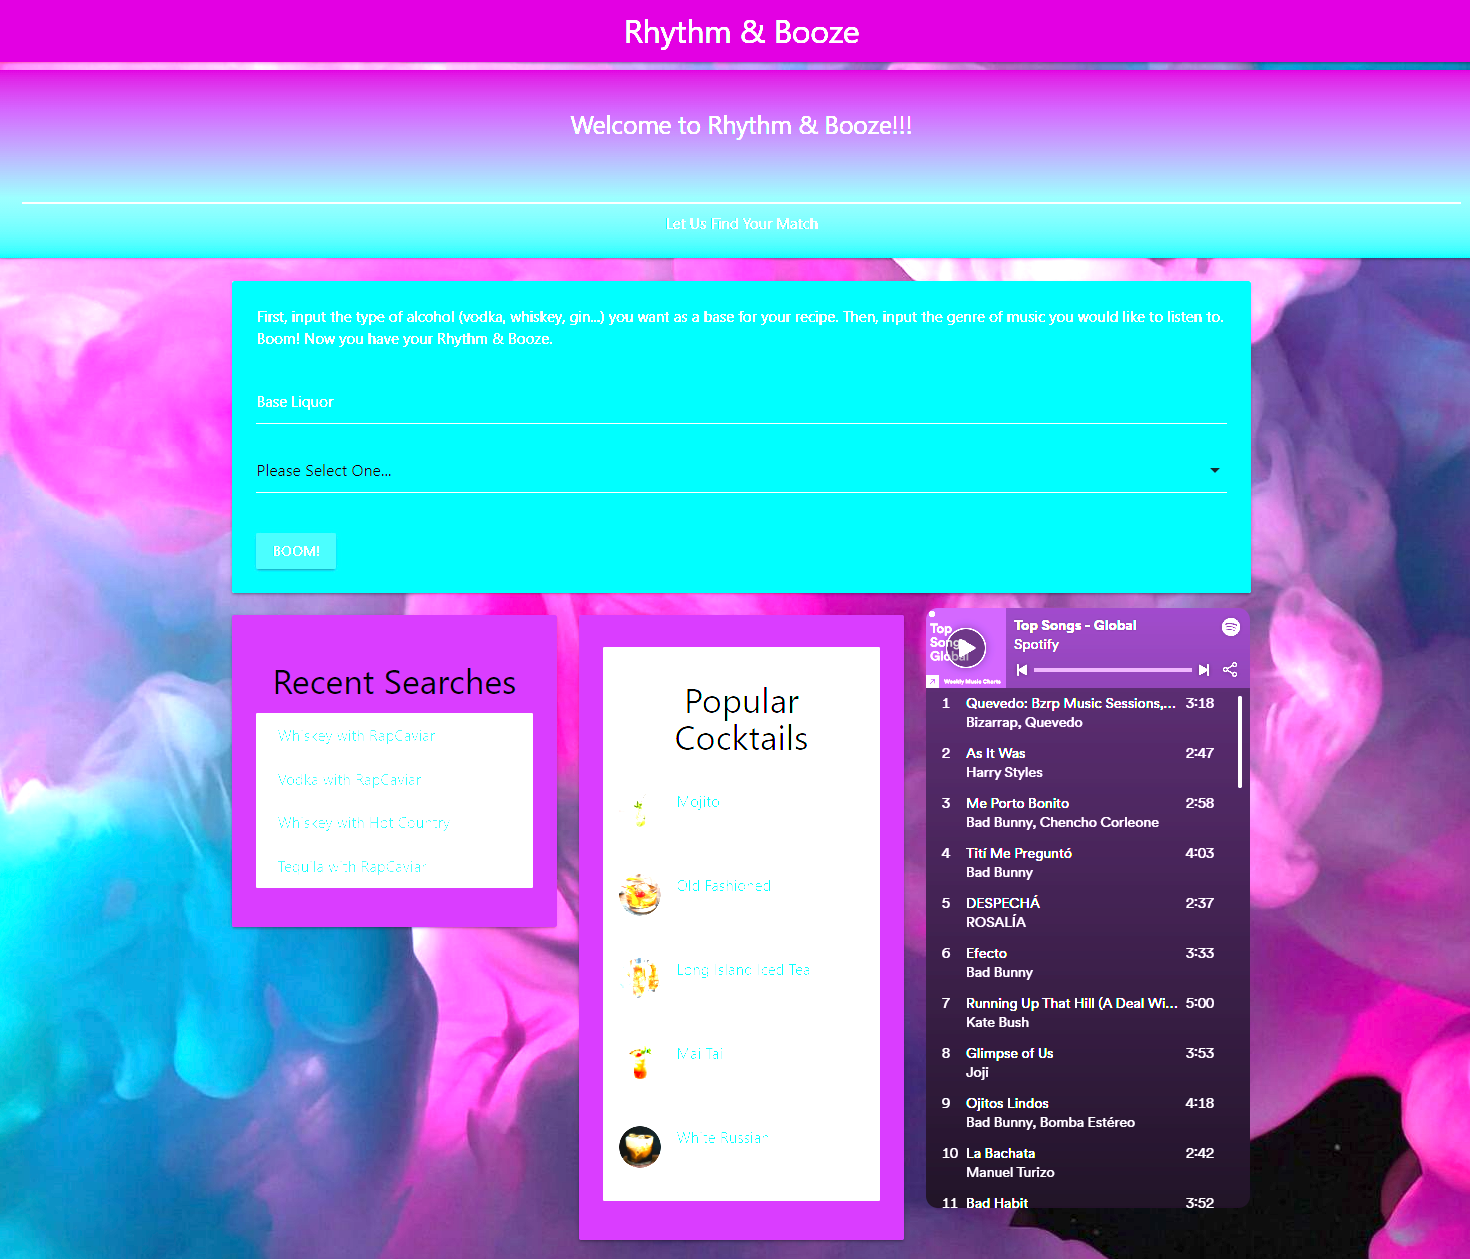 Rhythm & Booze
Welcome to Rhythm & Booze!!!
Let Us Find Your Match
First, input the type of alcohol (vodka, whiskey, gin...) you want as a base for your recipe. Then, input the genre of music you would like to listen to.
Boom! Now you have your Rhythm & Booze.
Base Liquor
Please Select One...
BOOM!
Recent Searches
Whiskey with RapCaviar
Vodka with RapCaviar
Whiskey with Hot Country
Tequila with RapCaviar
Popular
Cocktails
Mojito
Old Fashioned
Long Island Iced Tea
Mai Tai
White Russian
Top
Songs
Global
Weekly Music Charts
Top Songs - Global
Spotify
1 Quevedo: Bzrp Music Sessions,... 3:18
Bizarrap, Quevedo
2 As It Was 2:47
Harry Styles
3 Me Porto Bonito 2:58
Bad Bunny, Chencho Corleone
4 Tití Me Preguntó 4:03
Bad Bunny
5 DESPECHÁ 2:37
ROSALÍA
6 Efecto 3:33
Bad Bunny
7 Running Up That Hill (A Deal Wi... 5:00
Kate Bush
8 Glimpse of Us 3:53
Joji
9 Ojitos Lindos 4:18
Bad Bunny, Bomba Estéreo
10 La Bachata 2:42
Manuel Turizo
11 Bad Habit 3:52